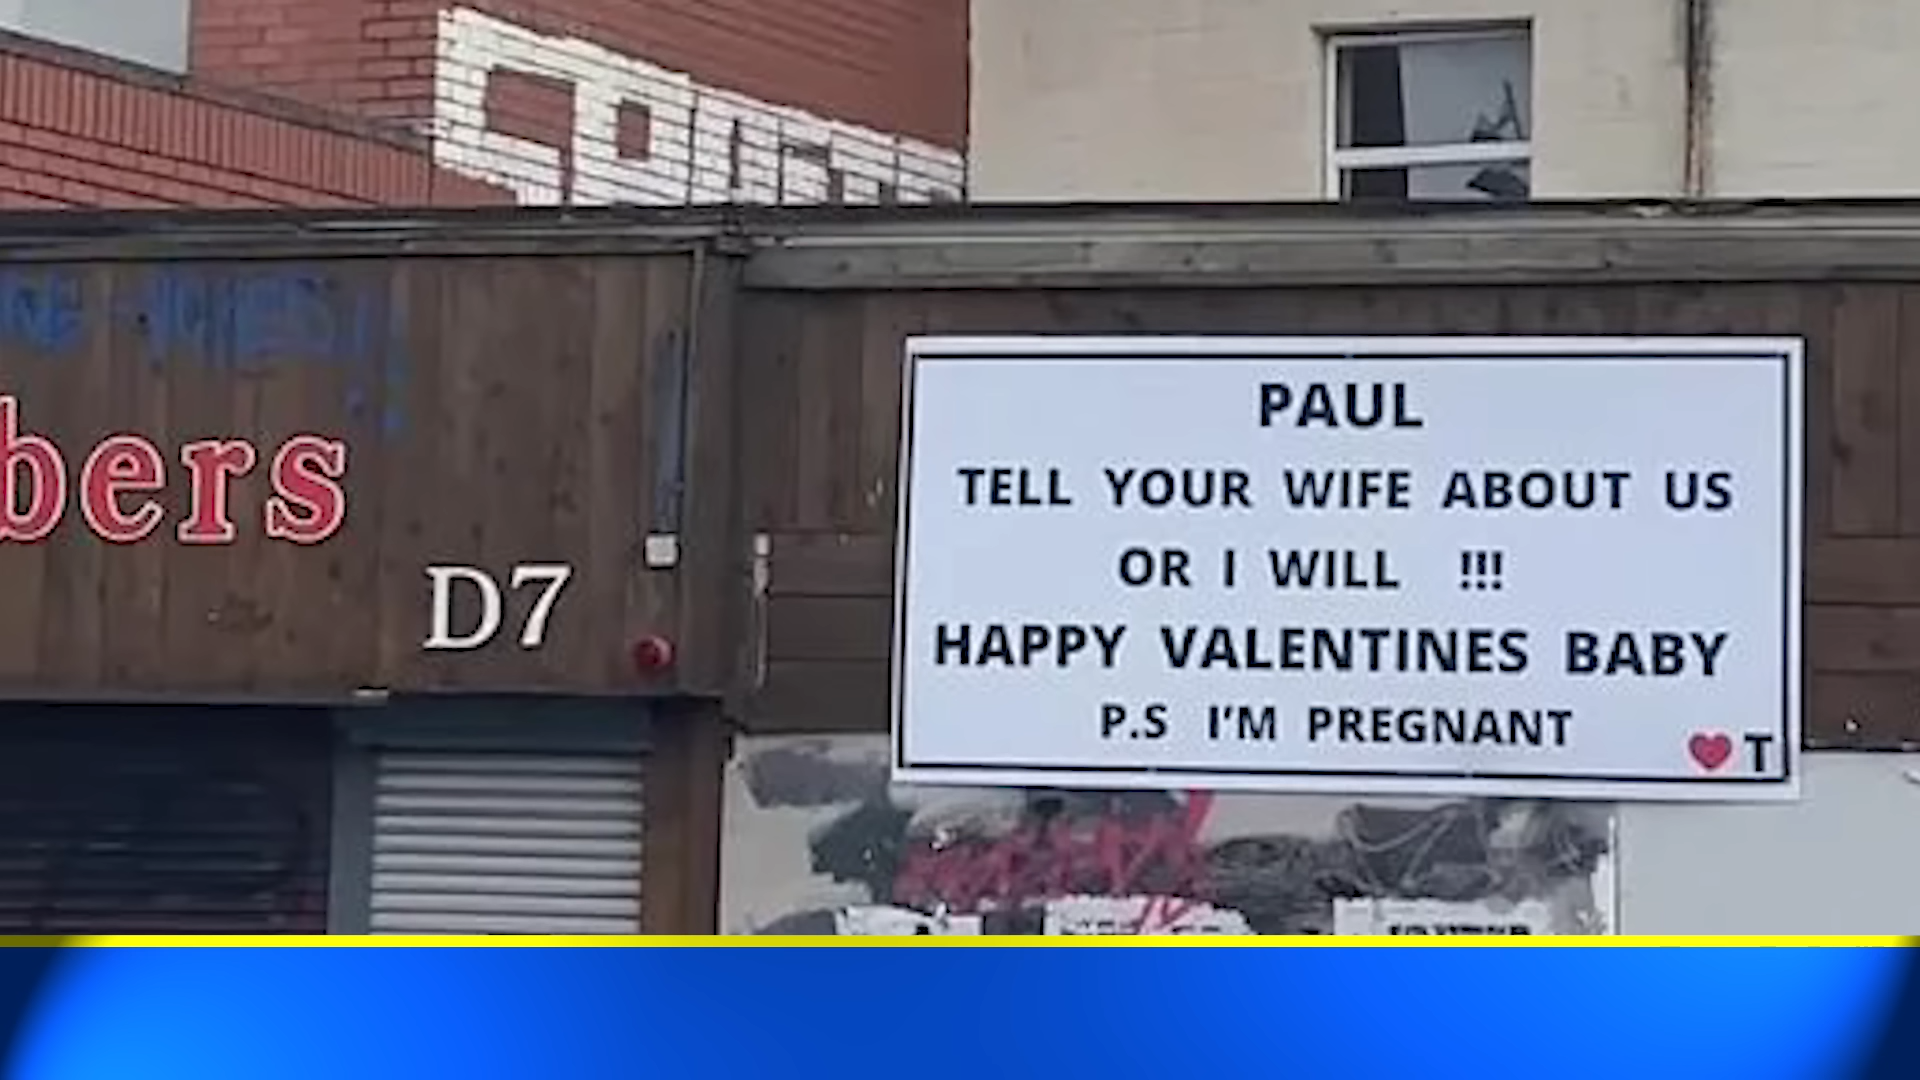 bers
D7
PAUL
TELL YOUR WIFE ABOUT US
OR I WILL !!!
HAPPY VALENTINES BABY
P.S I'M PREGNANT
❤T